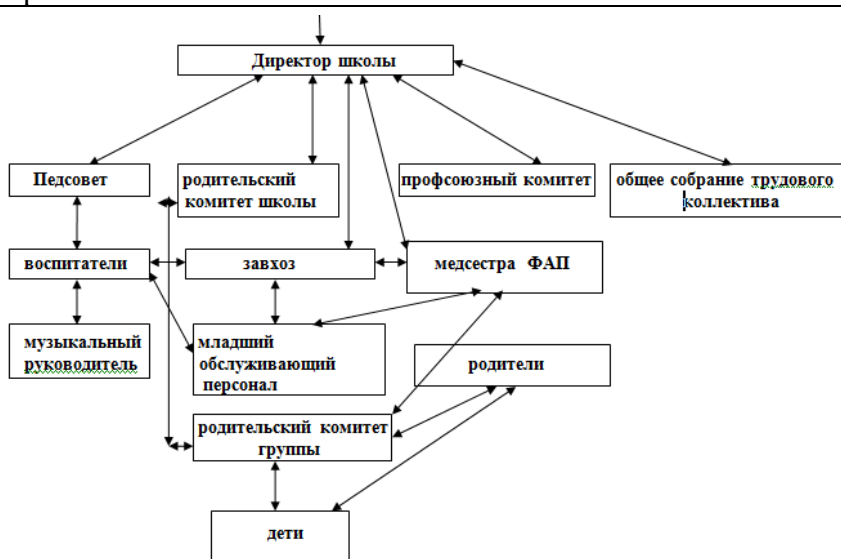 Директор школы
Педсовет
родительский
комитет школы
профсоюзный комитет
общее собрание трудового
коллектива
воспитатели
завхоз
медсестра ФАП
музыкальный
руководитель
младший
обслуживающий
персонал
родители
родительский комитет
группы
дети